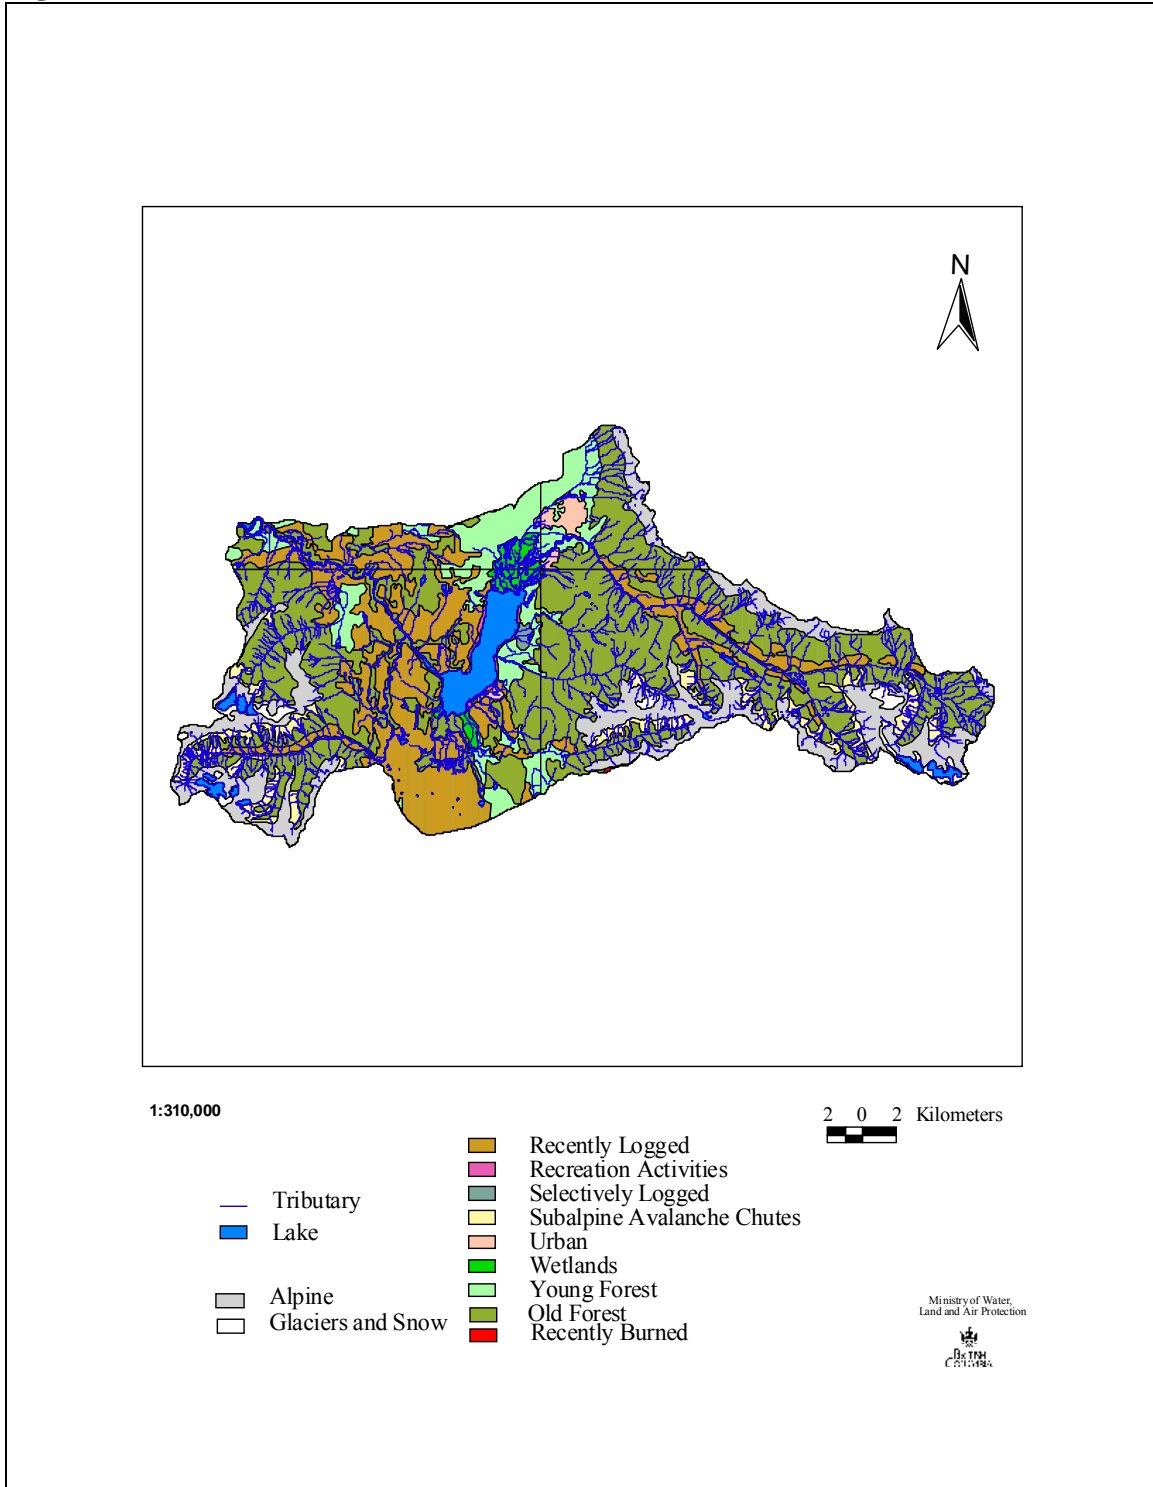 N
1:310,000
2 0 2 Kilometers
Recently Logged
Recreation Activities
Selectively Logged
Subalpine Avalanche Chutes
Urban
Wetlands
Young Forest
Old Forest
Recently Burned
Tributary
Lake
Alpine
Glaciers and Snow
Ministry of Water,
Land and Air Protection